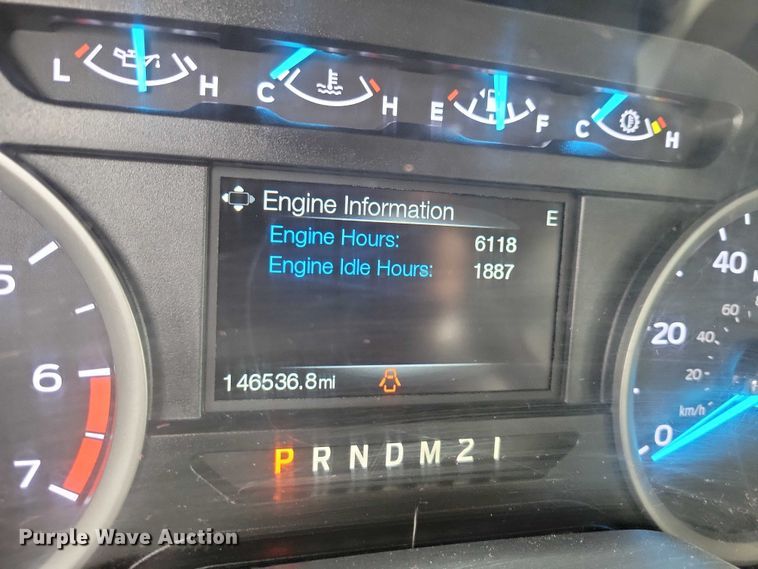 L H C H E F C H
Engine Information E
Engine Hours: 6118
Engine Idle Hours: 1887
146536.8mi
P R N D M 2 1
5
6
7
40
60
20
40
20
km/h
0
Purple Wave Auction